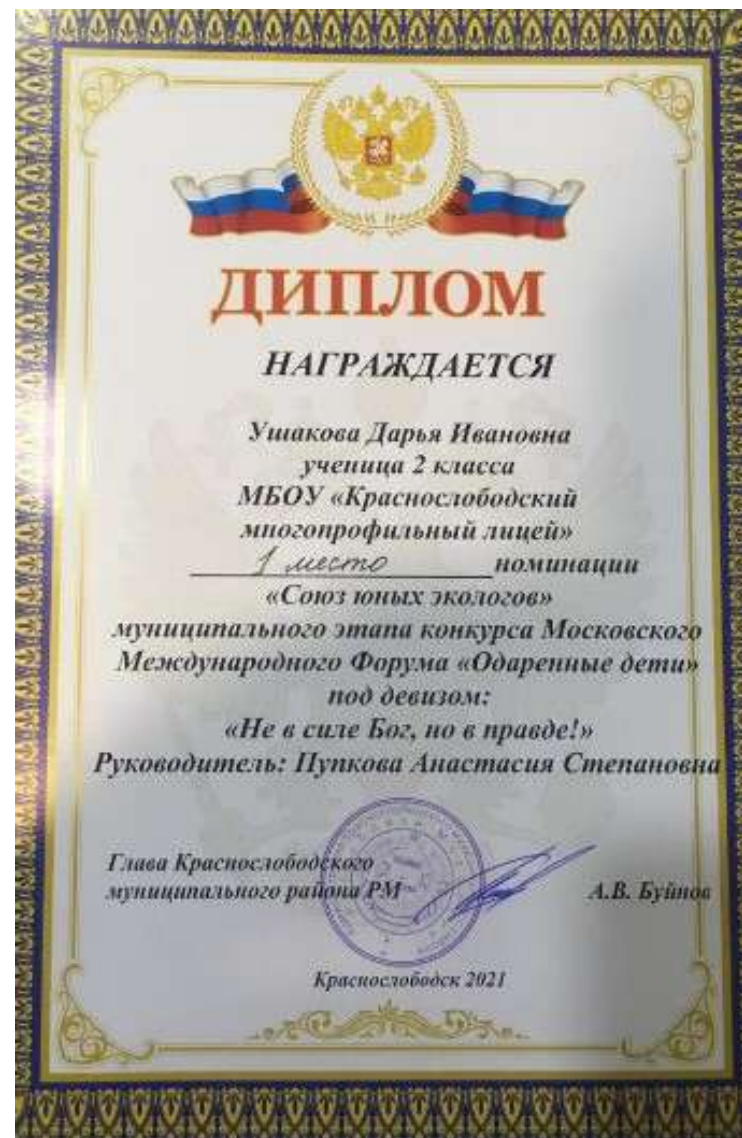 ДИПЛОМ
НАГРАЖДАЕТСЯ
Ушакова Дарья Ивановна
ученица 2 класса
МБОУ «Краснослободский
многопрофильный лицей»
1 место номинации
«Союз юных экологов»
муниципального этапа конкурса Московского
Международного Форума «Одаренные дети»
под девизом:
«Не в силе Бог, но в правде!»
Руководитель: Пупкова Анастасия Степановна
Глава Краснослободского
муниципального района РМ А.В. Буйнов
Краснослободск 2021